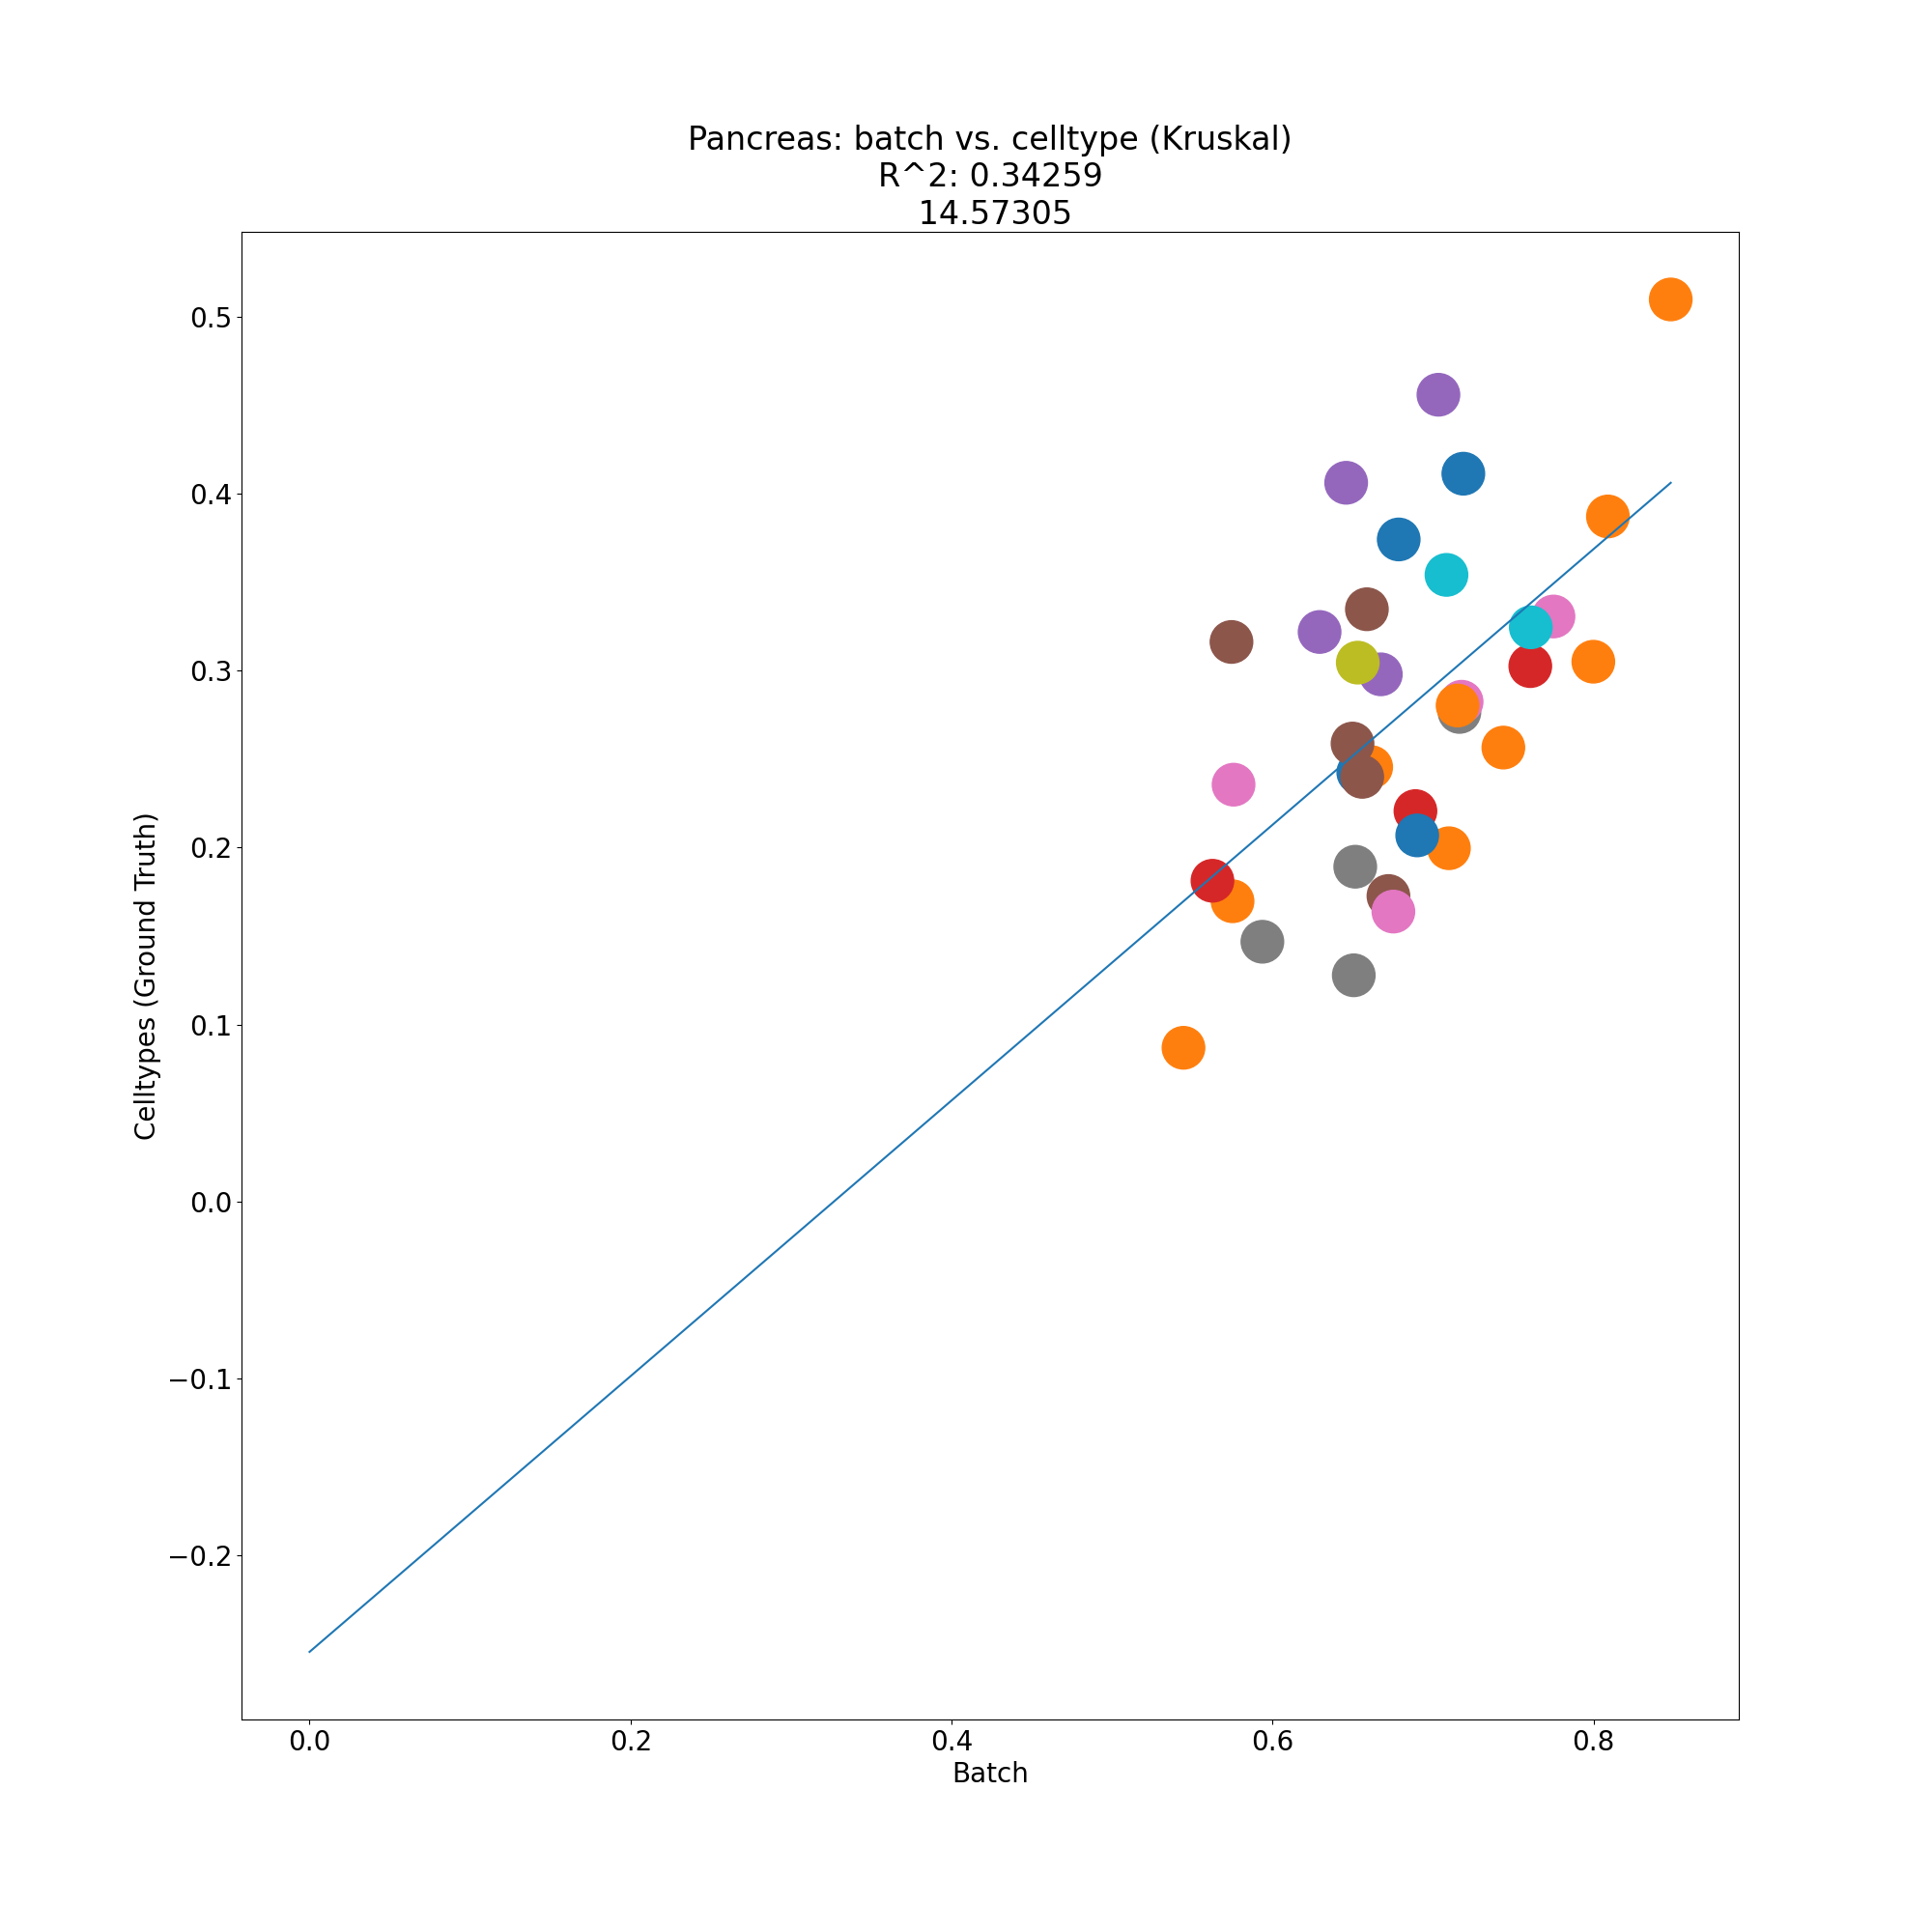 Pancreas: batch vs. celltype (Kruskal)
R^2: 0.34259
14.57305
0.5
0.4
0.3
0.2
0.1
0.0
−0.1
−0.2
Celltypes (Ground Truth)
0.0 0.2 0.4 0.6 0.8
Batch